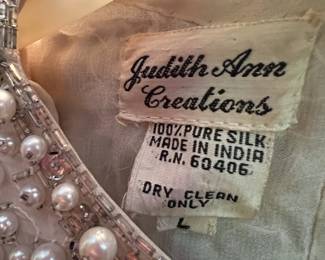 Judith Ann
Creations
100% PURE SILK
MADE IN INDIA
R.N. 60406
DRY CLEAN
ONLY
L